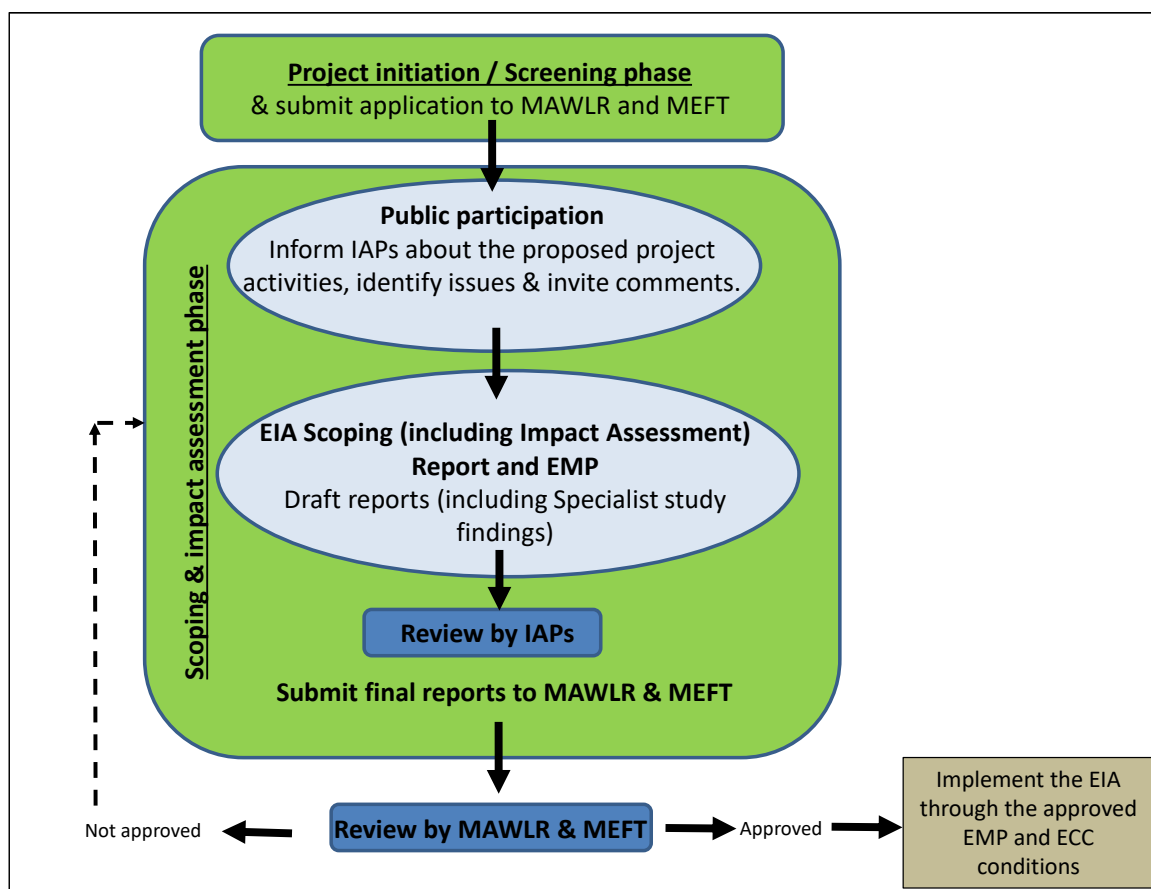 Project initiation / Screening phase
& submit application to MAWLR and MEFT
Scoping & impact assessment phase
Public participation
Inform IAPs about the proposed project
activities, identify issues & invite comments.
EIA Scoping (including Impact Assessment)
Report and EMP
Draft reports (including Specialist study
findings)
Review by IAPs
Submit final reports to MAWLR & MEFT
Not approved
Review by MAWLR & MEFT
Approved
Implement the EIA
through the approved
EMP and ECC
conditions